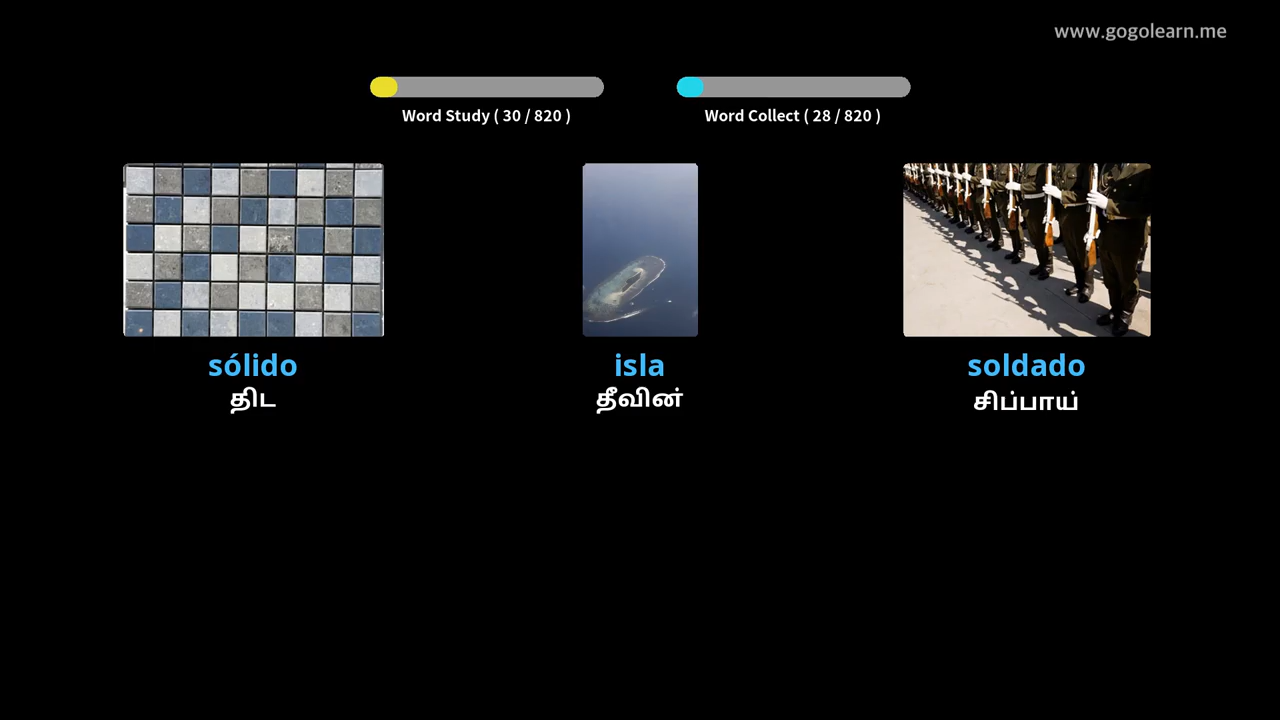 www.gogolearn.me
Word Study ( 30 / 820 )
Word Collect ( 28 / 820 )
sólido
திட
isla
தீவின்
soldado
சிப்பாய்